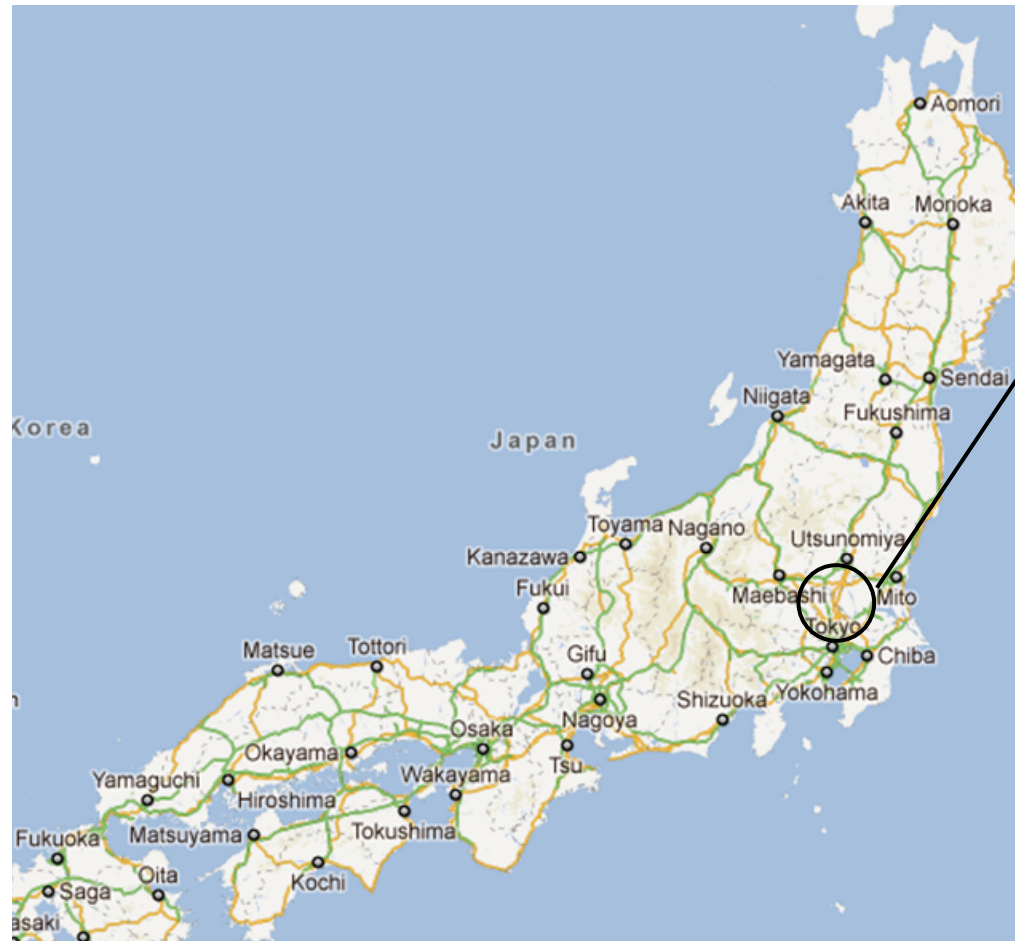 Aomori
Akita
Morioka
Yamagata
Sendai
Niigata
Fukushima
Korea
Japan
Toyama
Nagano
Utsunomiya
Kanazawa
Fukui
Maebashi
Mito
Tokyo
Matsue
Tottori
Gifu
Chiba
Yokohama
Shizuoka
Nagoya
Osaka
Okayama
Tsu
Wakayama
Yamaguchi
Hiroshima
Matsuyama
Tokushima
Fukuoka
Oita
Kochi
Saga
asaki
n